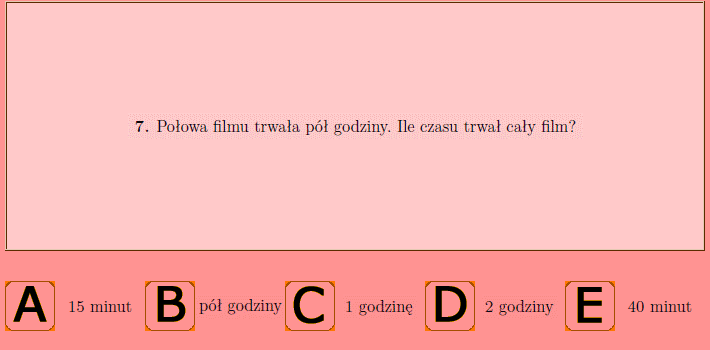 7. Połowa filmu trwała pół godziny. Ile czasu trwał cały film?
A 15 minut B pół godziny C 1 godzinę D 2 godziny E 40 minut